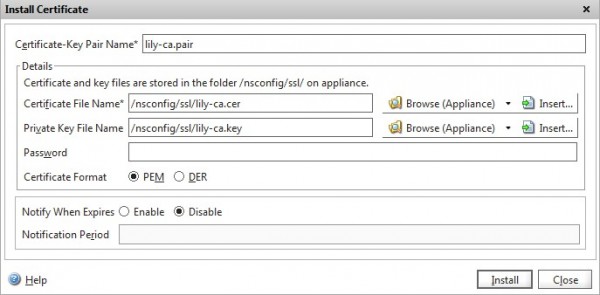 Install Certificate
Certificate-Key Pair Name* lily-ca.pair
Details
Certificate and key files are stored in the folder /nsconfig/ssl/ on appliance.
Certificate File Name* /nsconfig/ssl/lily-ca.cer Browse (Appliance) Insert...
Private Key File Name /nsconfig/ssl/lily-ca.key Browse (Appliance) Insert...
Password
Certificate Format PEM DER
Notify When Expires Enable Disable
Notification Period
Help Install Close